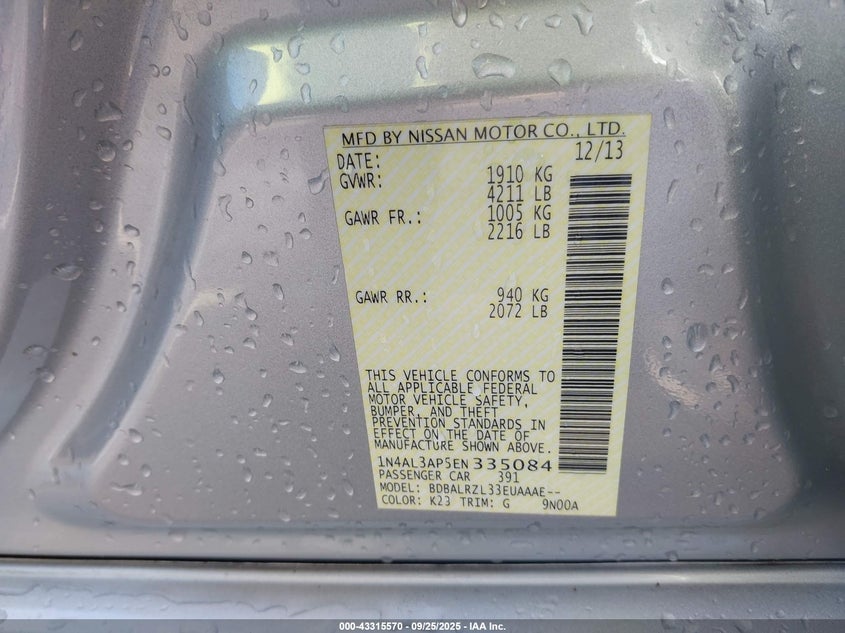 MFD BY NISSAN MOTOR CO., LTD.
DATE: 12/13
GVWR: 1910 KG
4211 LB
GAWR FR.: 1005 KG
2216 LB
GAWR RR.: 940 KG
2072 LB
THIS VEHICLE CONFORMS TO
ALL APPLICABLE FEDERAL
MOTOR VEHICLE SAFETY,
BUMPER, AND THEFT
PREVENTION STANDARDS IN
EFFECT ON THE DATE OF
MANUFACTURE SHOWN ABOVE.
1N4AL3AP5EN335084
PASSENGER CAR 391
MODEL: BDBALRZL33EUAAAE--
COLOR: K23 TRIM: G 9N00A
000-43315570 - 09/25/2025 - IAA Inc.